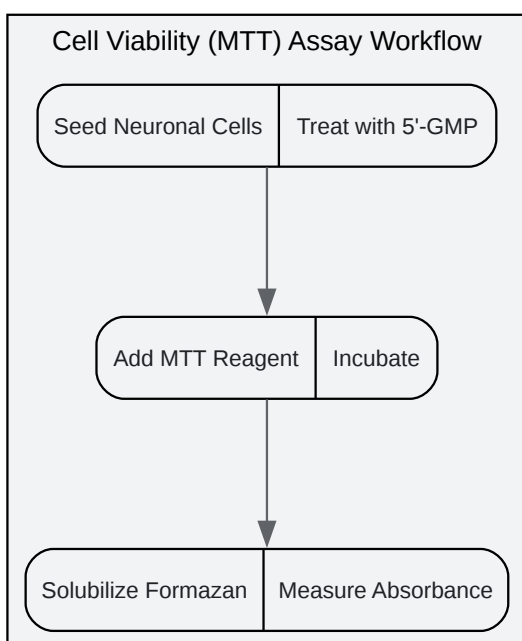 Cell Viability (MTT) Assay Workflow
Seed Neuronal Cells
Treat with 5'-GMP
Add MTT Reagent
Incubate
Solubilize Formazan
Measure Absorbance